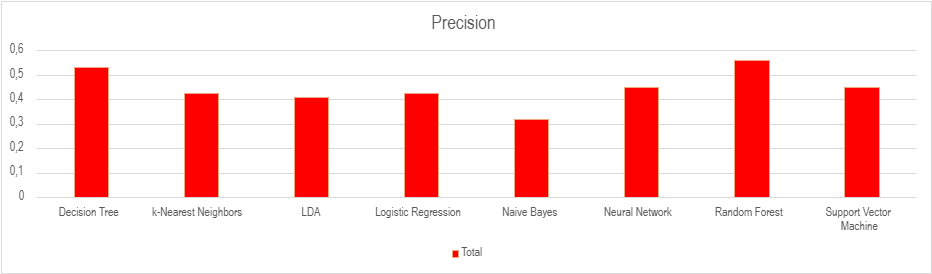 Precision
0,6
0,5
0,4
0,3
0,2
0,1
0
Decision Tree
k-Nearest Neighbors
LDA
Logistic Regression
Naive Bayes
Neural Network
Random Forest
Support Vector
Machine
Total